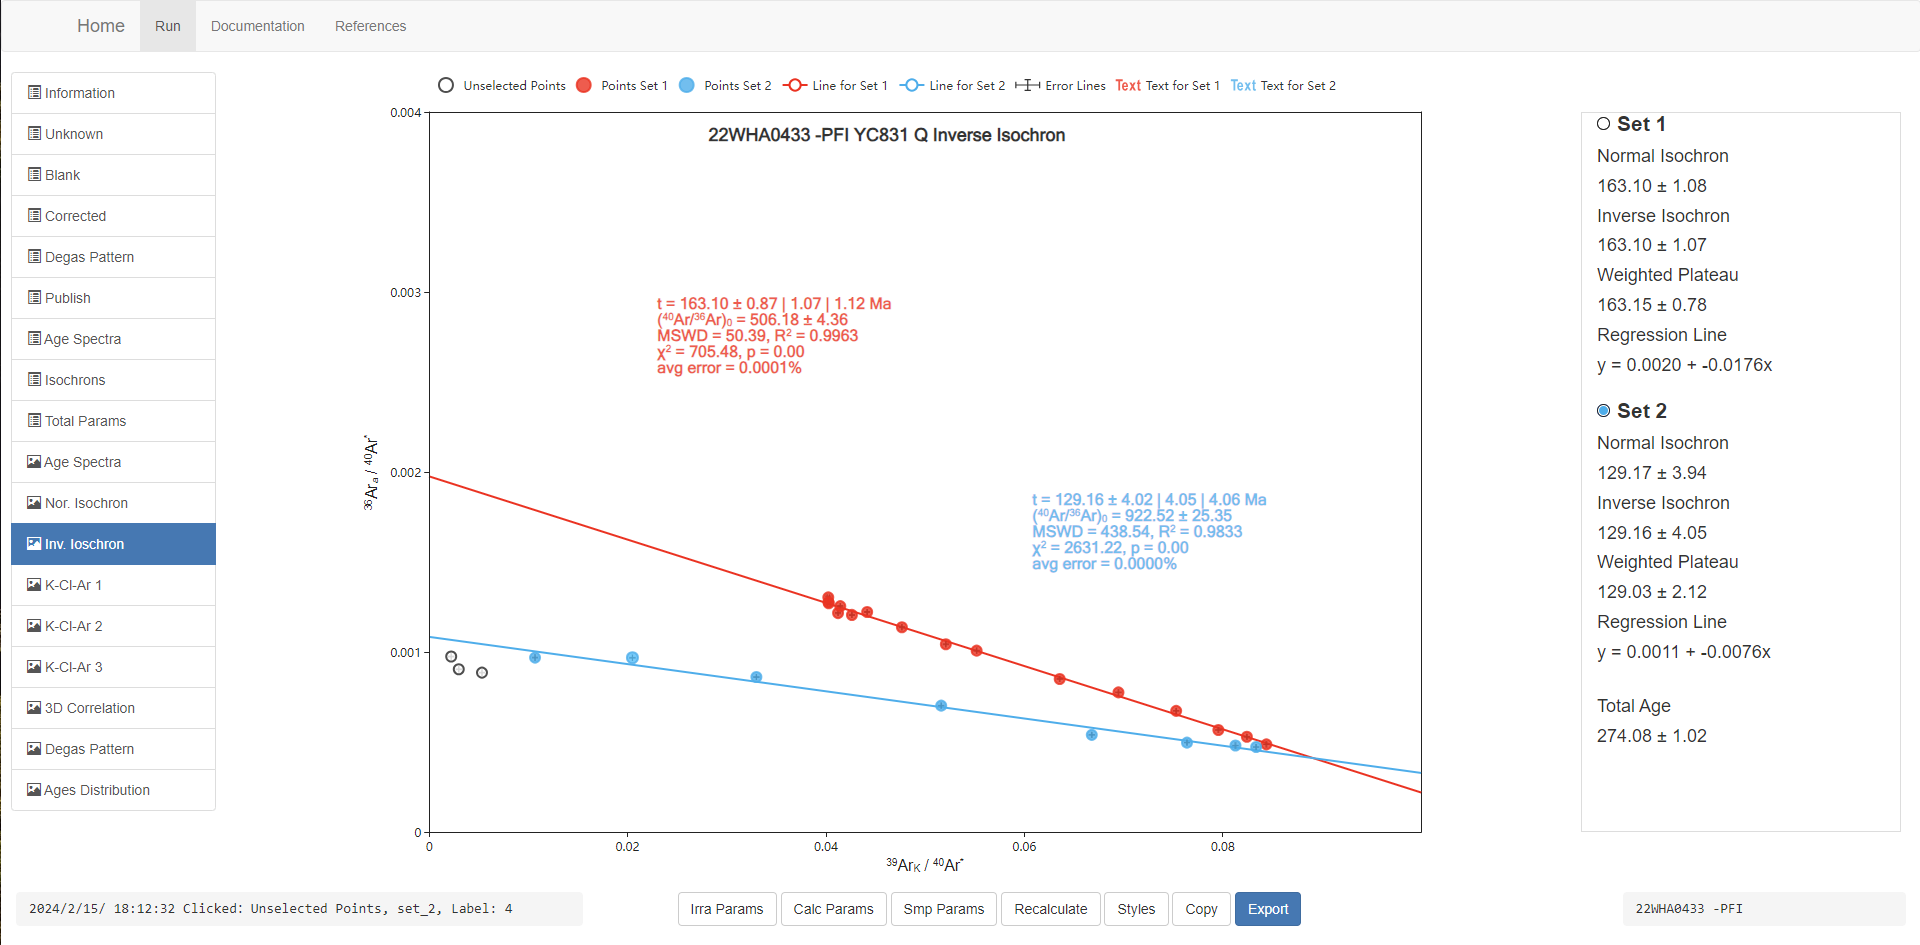 Home Run Documentation References
Information
Unknown
Blank
Corrected
Degas Pattern
Publish
Age Spectra
Isochrons
Total Params
Age Spectra
Nor. Isochron
Inv. Ioschron
K-Cl-Ar 1
K-Cl-Ar 2
K-Cl-Ar 3
3D Correlation
Degas Pattern
Ages Distribution
Unselected Points Points Set 1 Points Set 2 Line for Set 1 Line for Set 2 Error Lines Text Text for Set 1 Text Text for Set 2
22WHA0433 -PFI YC831 Q Inverse Isochron
0.004
0.003
0.002
0.001
0
³⁶Arₐ / ⁴⁰Ar*
t = 163.10 ± 0.87 | 1.07 | 1.12 Ma
(⁴⁰Ar/³⁶Ar)₀ = 506.18 ± 4.36
MSWD = 50.39, R² = 0.9963
χ² = 705.48, p = 0.00
avg error = 0.0001%
t = 129.16 ± 4.02 | 4.05 | 4.06 Ma
(⁴⁰Ar/³⁶Ar)₀ = 922.52 ± 25.35
MSWD = 438.54, R² = 0.9833
χ² = 2631.22, p = 0.00
avg error = 0.0000%
0 0.02 0.04 0.06 0.08
³⁹Arₖ / ⁴⁰Ar*
Set 1
Normal Isochron
163.10 ± 1.08
Inverse Isochron
163.10 ± 1.07
Weighted Plateau
163.15 ± 0.78
Regression Line
y = 0.0020 + -0.0176x
Set 2
Normal Isochron
129.17 ± 3.94
Inverse Isochron
129.16 ± 4.05
Weighted Plateau
129.03 ± 2.12
Regression Line
y = 0.0011 + -0.0076x
Total Age
274.08 ± 1.02
2024/2/15/ 18:12:32 Clicked: Unselected Points, set_2, Label: 4
Irra Params Calc Params Smp Params Recalculate Styles Copy Export
22WHA0433 -PFI